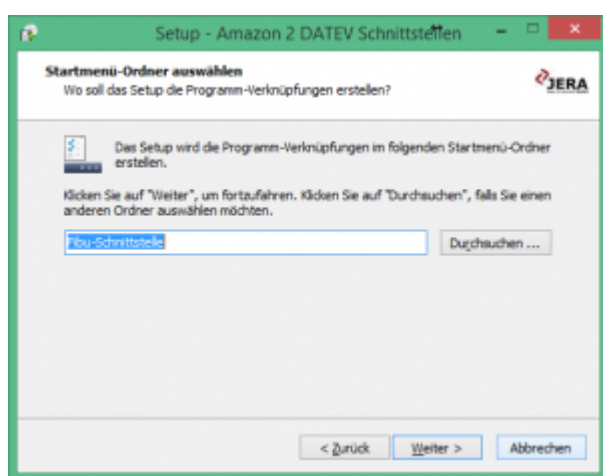 Setup - Amazon 2 DATEV Schnittstellen
Startmenü-Ordner auswählen
Wo soll das Setup die Programm-Verknüpfungen erstellen?
JERA
Das Setup wird die Programm-Verknüpfungen im folgenden Startmenü-Ordner
erstellen.
Klicken Sie auf "Weiter", um fortzufahren. Klicken Sie auf "Durchsuchen", falls Sie einen
anderen Ordner auswählen möchten.
Fibu-Schnittstelle
Durchsuchen ...
< Zurück
Weiter >
Abbrechen